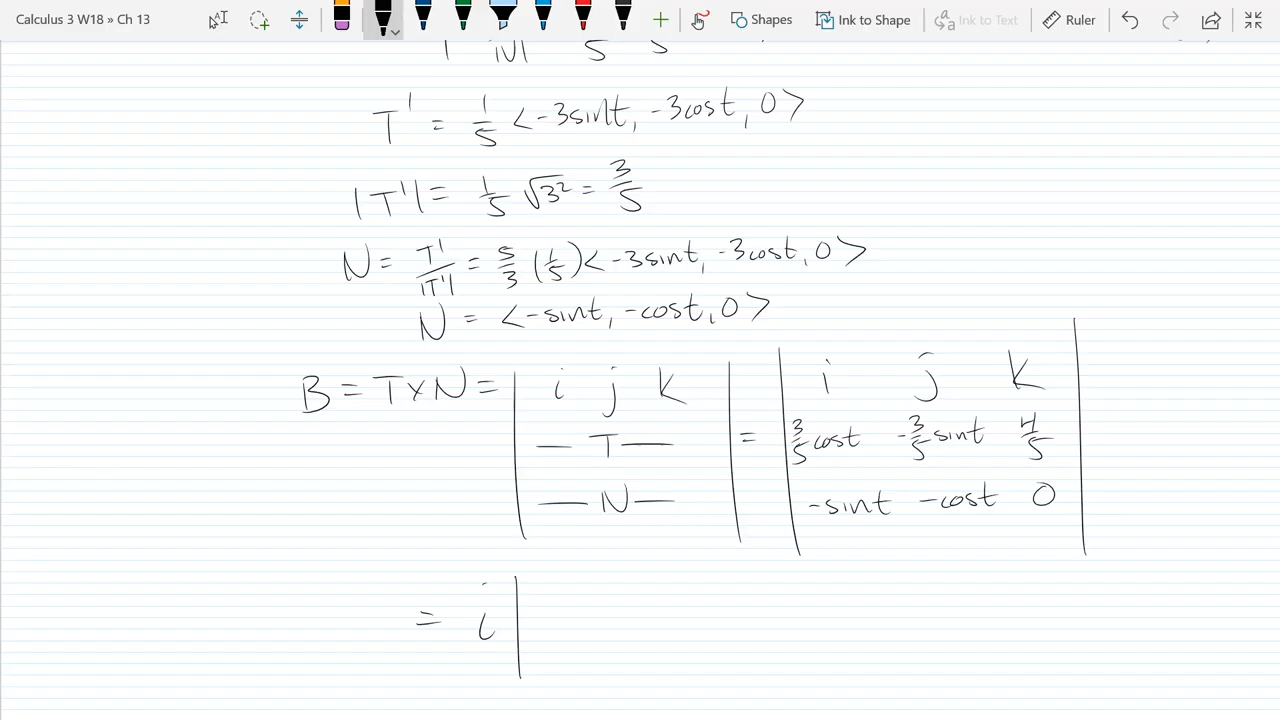 Calculus 3 W18 » Ch 13 Shapes Ink to Shape Ink to Text Ruler
|N| 5 5
T' = 1/5 < -3sint, -3cost, 0 >
|T'| = 1/5 √3² = 3/5
N = T'/|T'| = 5/3 (1/5) < -3sint, -3cost, 0 >
N = < -sint, -cost, 0 >
B = T×N = | i j k | = | i j k |
— T — 3/5 cost -3/5 sint 4/5
— N — -sint -cost 0
= i |